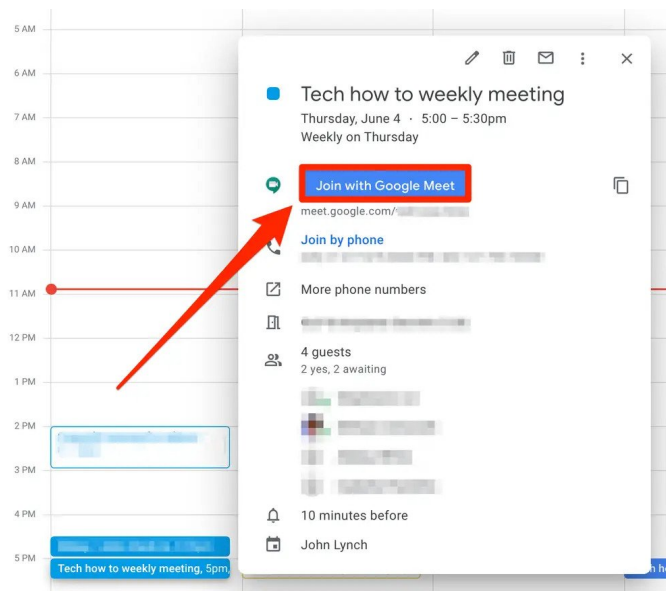 5 AM
6 AM
7 AM
8 AM
9 AM
10 AM
11 AM
12 PM
1 PM
2 PM
3 PM
4 PM
5 PM
Tech how to weekly meeting, 5pm,
Tech how to weekly meeting
Thursday, June 4 · 5:00 – 5:30pm
Weekly on Thursday
Join with Google Meet
meet.google.com/
Join by phone
More phone numbers
4 guests
2 yes, 2 awaiting
10 minutes before
John Lynch